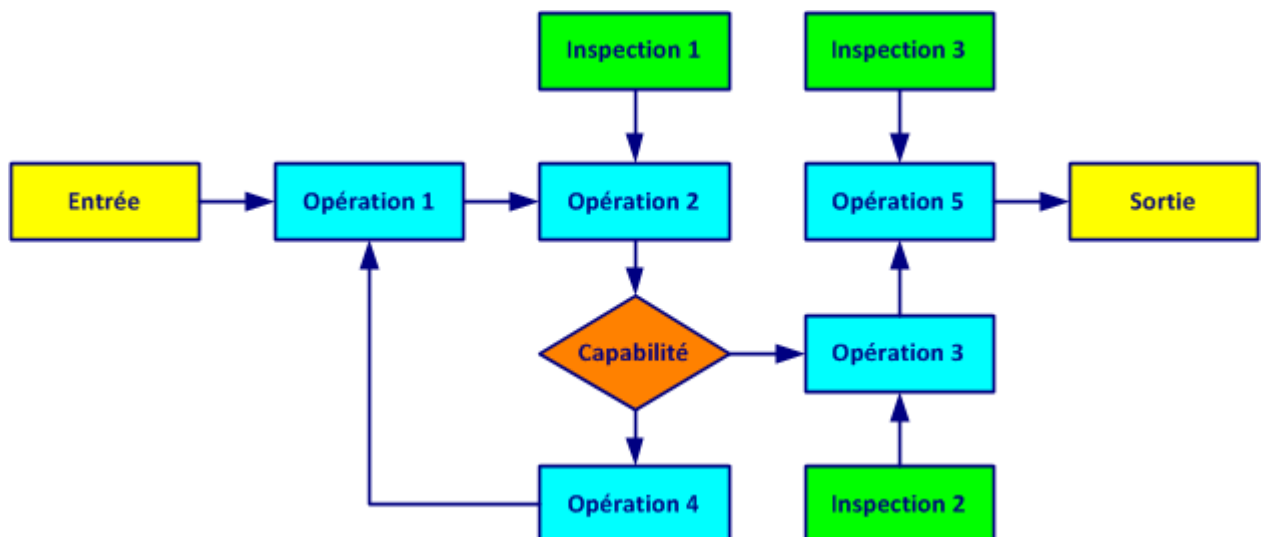 Inspection 1
Inspection 3
Entrée
Opération 1
Opération 2
Opération 5
Sortie
Capabilité
Opération 3
Opération 4
Inspection 2